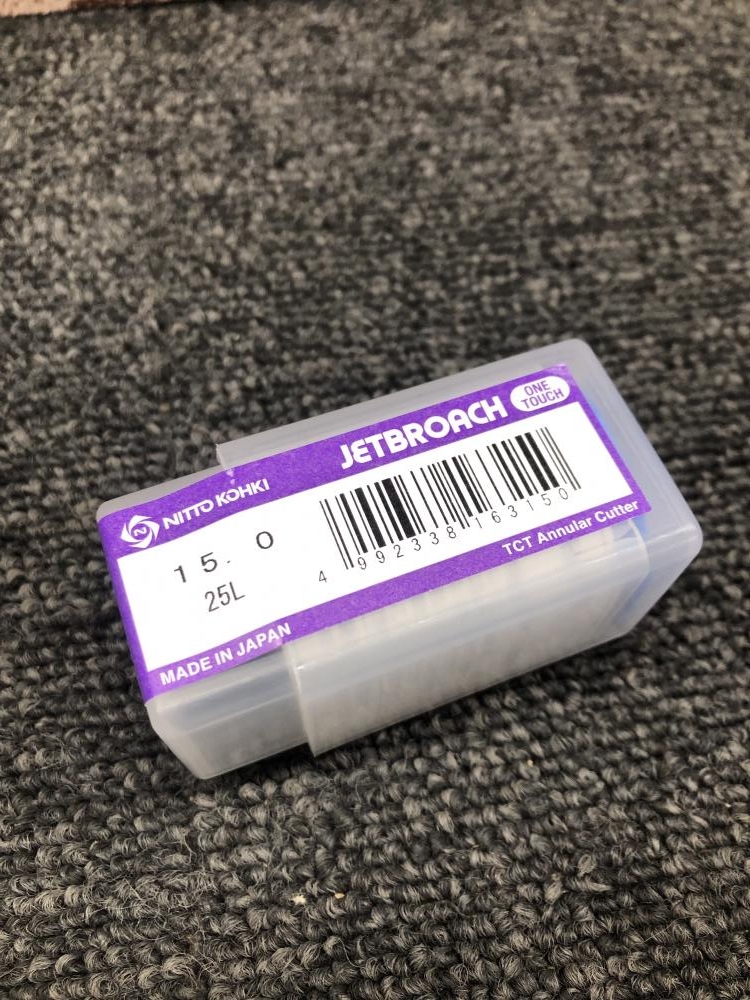 JETBROACH
ONE
TOUCH
NITTO KOHKI
15.0
25L
4 992338 163150
TCT Annular Cutter
MADE IN JAPAN